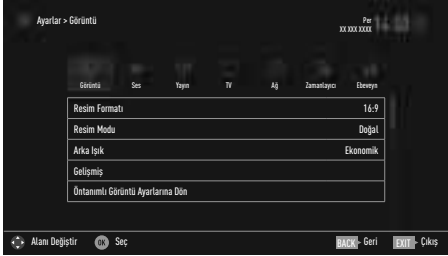 Ayarlar > Görüntü
Per
XX XXX XXXX
Görüntü Ses Yayın TV Ağ Zamanlayıcı Ebeveyn
Resim Formatı 16:9
Resim Modu Doğal
Arka Işık Ekonomik
Gelişmiş
Öntanımlı Görüntü Ayarlarına Dön
Alanı Değiştir OK Seç BACK Geri EXIT Çıkış